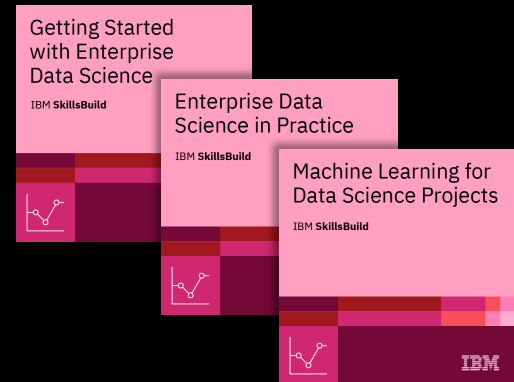 Getting Started
with Enterprise
Data Science
IBM SkillsBuild
Enterprise Data
Science in Practice
IBM SkillsBuild
Machine Learning for
Data Science Projects
IBM SkillsBuild
IBM